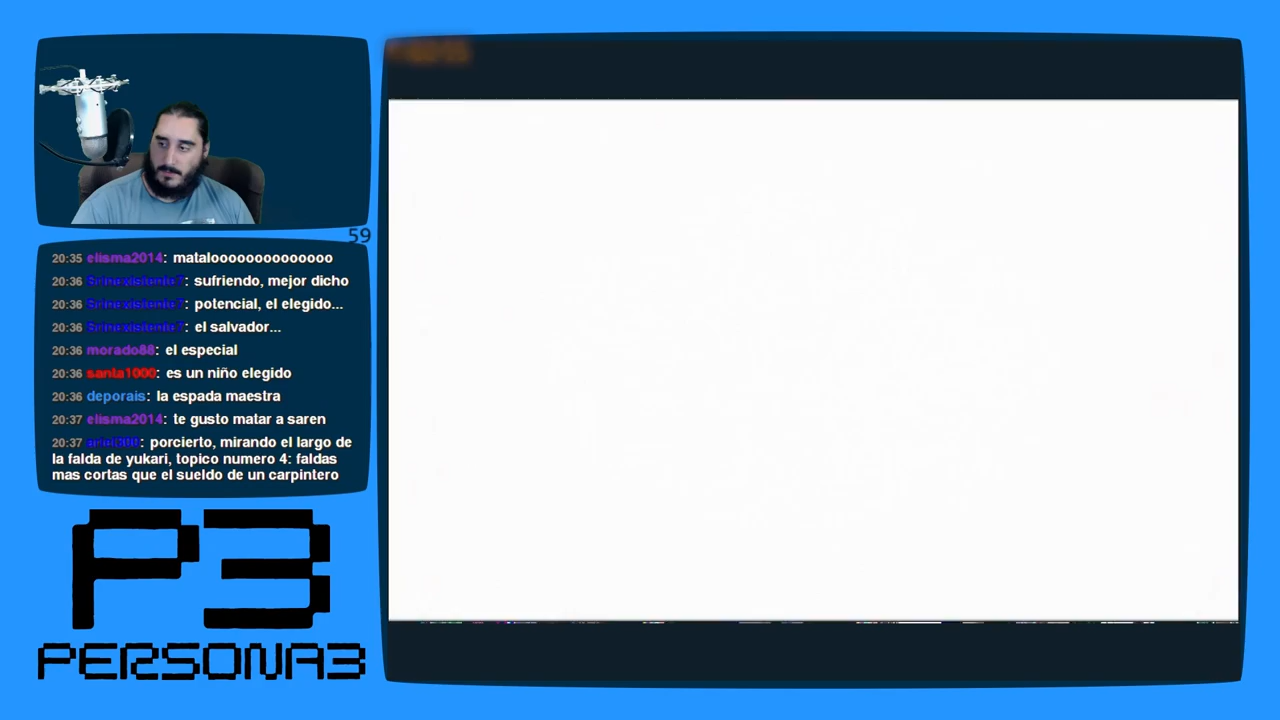 59
20:35 elisma2014: mataloooooooooooooo
20:36 Srinexistente7: sufriendo, mejor dicho
20:36 Srinexistente7: potencial, el elegido...
20:36 Srinexistente7: el salvador...
20:36 morado88: el especial
20:36 santa1000: es un niño elegido
20:36 deporais: la espada maestra
20:37 elisma2014: te gusto matar a saren
20:37 : porcierto, mirando el largo de
la falda de yukari, topico numero 4: faldas
mas cortas que el sueldo de un carpintero
P3
PERSONA3